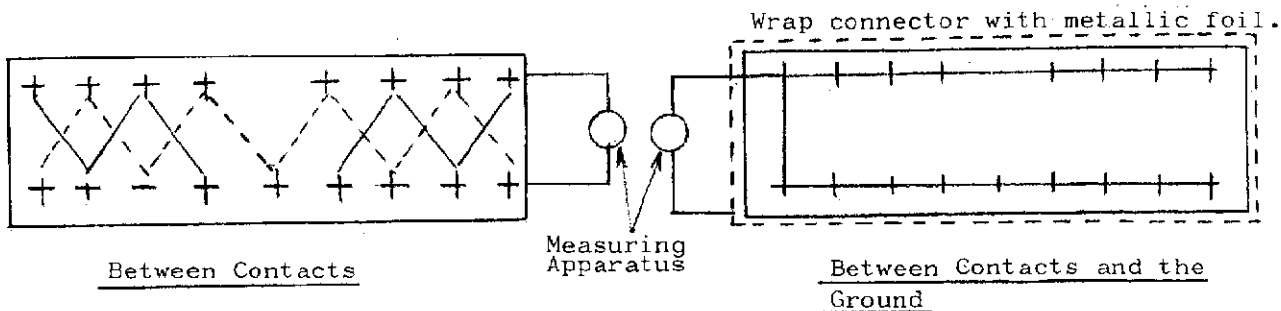 Wrap connector with metallic foil.
Measuring
Apparatus
Between Contacts
Between Contacts and the
Ground